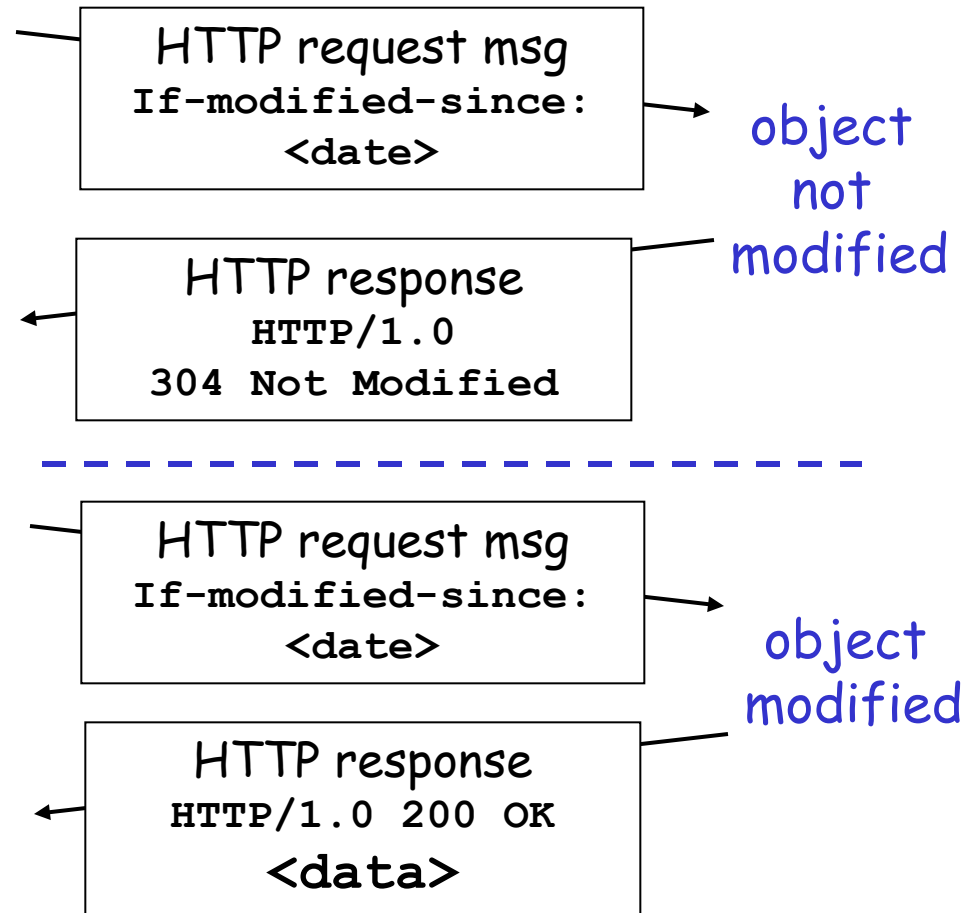 HTTP request msg
If-modified-since:
<date>
object
not
modified
HTTP response
HTTP/1.0
304 Not Modified
HTTP request msg
If-modified-since:
<date>
object
modified
HTTP response
HTTP/1.0 200 OK
<data>